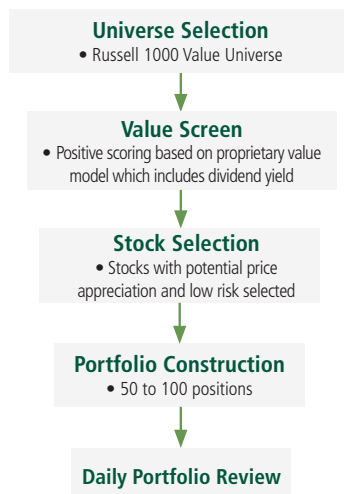 Universe Selection
• Russell 1000 Value Universe
Value Screen
• Positive scoring based on proprietary value
model which includes dividend yield
Stock Selection
• Stocks with potential price
appreciation and low risk selected
Portfolio Construction
• 50 to 100 positions
Daily Portfolio Review